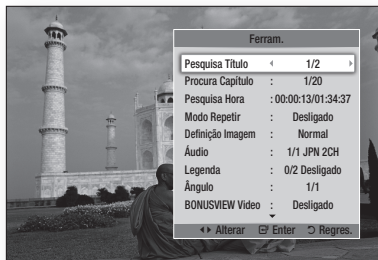 Ferram.
Pesquisa Título 1/2
Procura Capítulo : 1/20
Pesquisa Hora : 00:00:13/01:34:37
Modo Repetir : Desligado
Definição Imagem : Normal
Áudio : 1/1 JPN 2CH
Legenda : 0/2 Desligado
Ângulo : 1/1
BONUSVIEW Video : Desligado
Alterar Enter Regres.